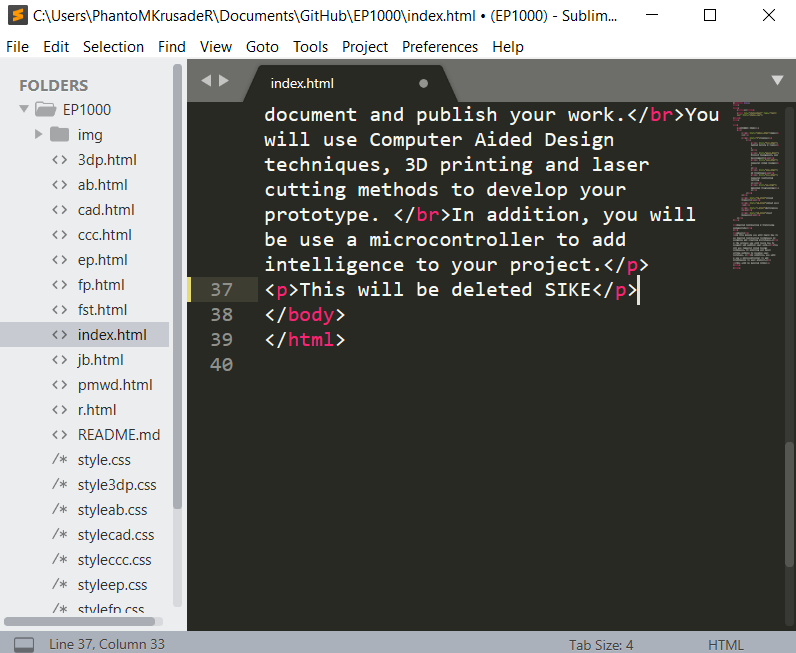 C:\Users\PhantoMKrusadeR\Documents\GitHub\EP1000\index.html • (EP1000) - Sublim...
File Edit Selection Find View Goto Tools Project Preferences Help
FOLDERS
EP1000
img
<> 3dp.html
<> ab.html
<> cad.html
<> ccc.html
<> ep.html
<> fp.html
<> fst.html
<> index.html
<> jb.html
<> pmwd.html
<> r.html
<> README.md
/* style.css
/* style3dp.css
/* styleab.css
/* stylecad.css
/* styleccc.css
/* styleep.css
/* stylefp.css
index.html
document and publish your work.</br>You
will use Computer Aided Design
techniques, 3D printing and laser
cutting methods to develop your
prototype. </br>In addition, you will
be use a microcontroller to add
intelligence to your project.</p>
37 <p>This will be deleted SIKE</p>
38 </body>
39 </html>
40
Line 37, Column 33
Tab Size: 4
HTML